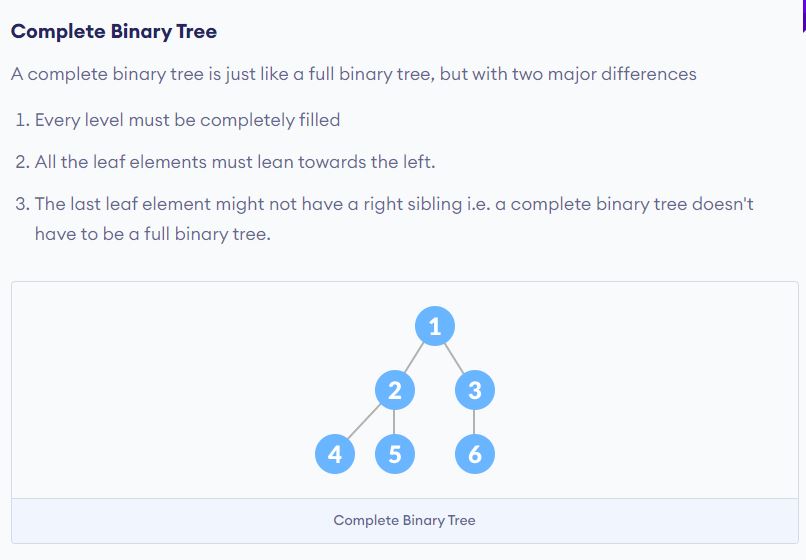 Complete Binary Tree
A complete binary tree is just like a full binary tree, but with two major differences
1. Every level must be completely filled
2. All the leaf elements must lean towards the left.
3. The last leaf element might not have a right sibling i.e. a complete binary tree doesn't
have to be a full binary tree.
1
2 3
4 5 6
Complete Binary Tree